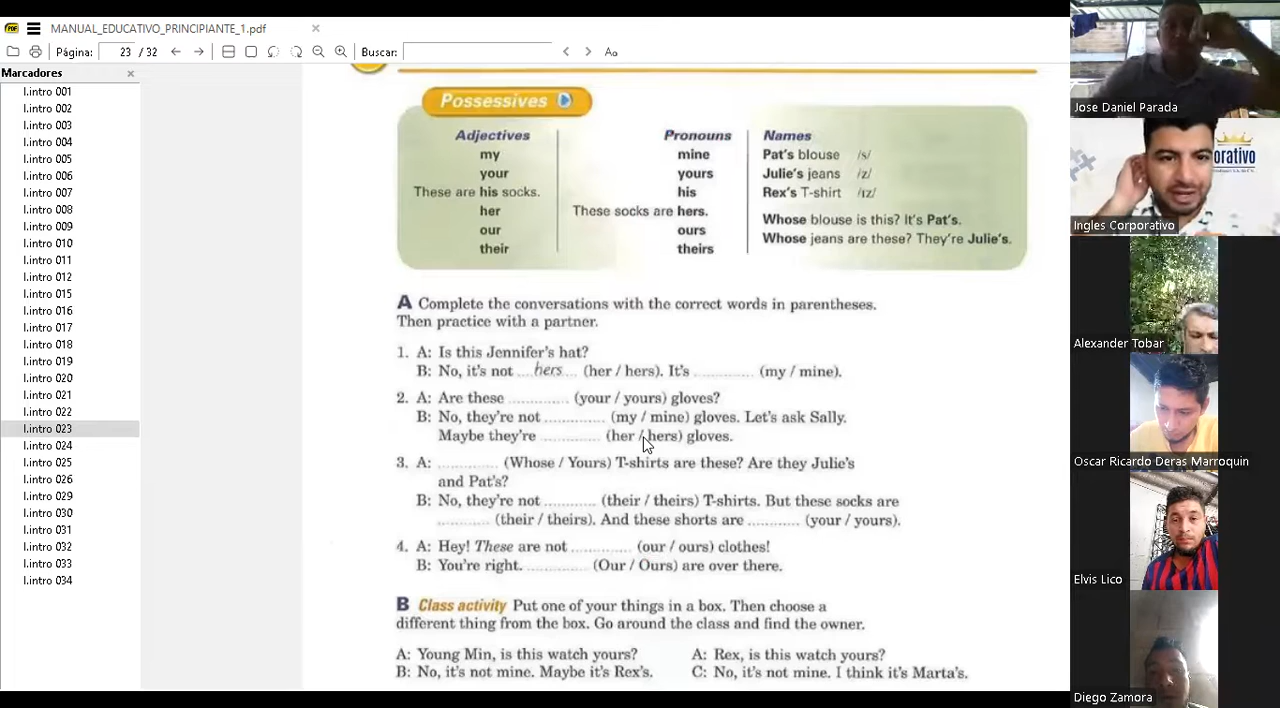 MANUAL_EDUCATIVO_PRINCIPIANTE_1.pdf
Página: 23 / 32 Buscar: Aa
Marcadores
I.intro 001
I.intro 002
I.intro 003
I.intro 004
I.intro 005
I.intro 006
I.intro 007
I.intro 008
I.intro 009
I.intro 010
I.intro 011
I.intro 012
I.intro 015
I.intro 016
I.intro 017
I.intro 018
I.intro 019
I.intro 020
I.intro 021
I.intro 022
I.intro 023
I.intro 024
I.intro 025
I.intro 026
I.intro 029
I.intro 030
I.intro 031
I.intro 032
I.intro 033
I.intro 034
Possessives
Adjectives
my
your
These are his socks.
her
our
their
Pronouns
mine
yours
his
These socks are hers.
ours
theirs
Names
Pat's blouse /s/
Julie's jeans /z/
Rex's T-shirt /ɪz/
Whose blouse is this? It's Pat's.
Whose jeans are these? They're Julie's.
A Complete the conversations with the correct words in parentheses.
Then practice with a partner.
1. A: Is this Jennifer's hat?
B: No, it's not hers (her / hers). It's ............ (my / mine).
2. A: Are these ............ (your / yours) gloves?
B: No, they're not ............ (my / mine) gloves. Let's ask Sally.
Maybe they're ............ (her / hers) gloves.
3. A: ............ (Whose / Yours) T-shirts are these? Are they Julie's
and Pat's?
B: No, they're not ............ (their / theirs) T-shirts. But these socks are
............ (their / theirs). And these shorts are ............ (your / yours).
4. A: Hey! These are not ............ (our / ours) clothes!
B: You're right. ............ (Our / Ours) are over there.
B Class activity Put one of your things in a box. Then choose a
different thing from the box. Go around the class and find the owner.
A: Young Min, is this watch yours?
B: No, it's not mine. Maybe it's Rex's.
A: Rex, is this watch yours?
C: No, it's not mine. I think it's Marta's.
Jose Daniel Parada
orativo
Ingles Corporativo
Alexander Tobar
Oscar Ricardo Deras Marroquin
Elvis Lico
Diego Zamora